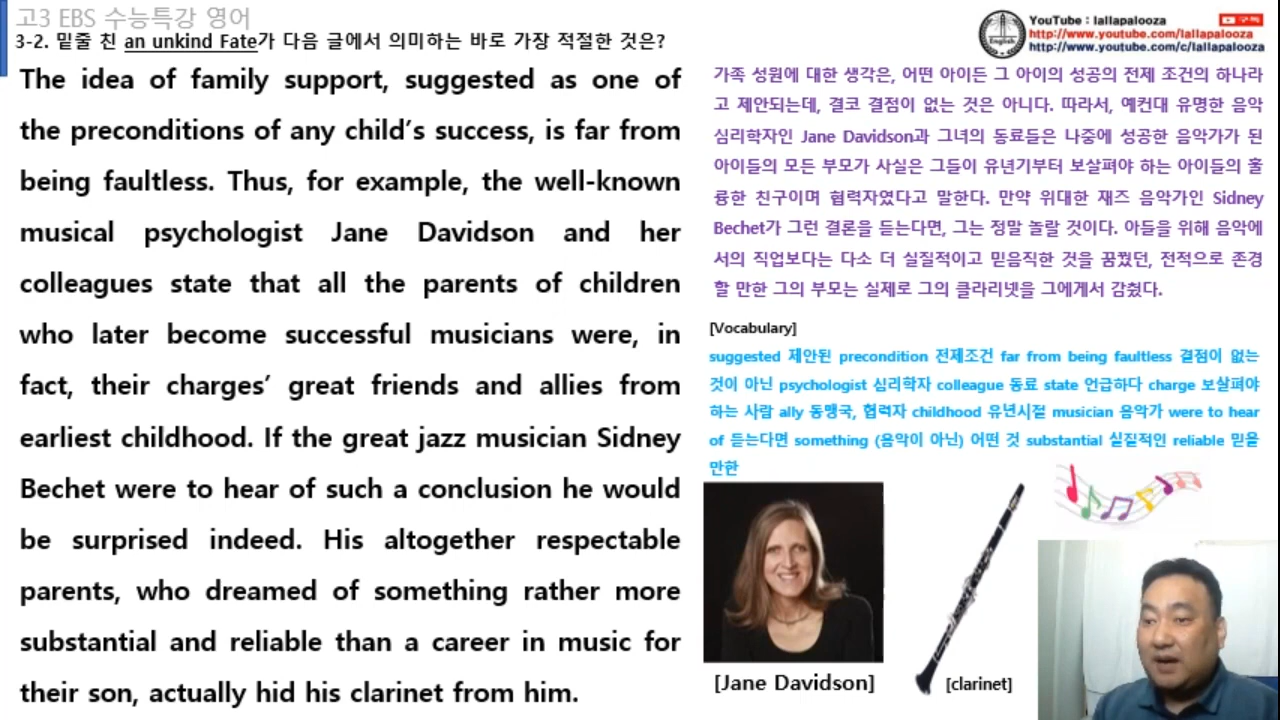 고3 EBS 수능특강 영어
3-2. 밑줄 친 an unkind Fate가 다음 글에서 의미하는 바로 가장 적절한 것은?
English
YouTube : lallapalooza
구독
http://www.youtube.com/lallapalooza
http://www.youtube.com/c/lallapalooza
The idea of family support, suggested as one of
the preconditions of any child's success, is far from
being faultless. Thus, for example, the well-known
musical psychologist Jane Davidson and her
colleagues state that all the parents of children
who later become successful musicians were, in
fact, their charges' great friends and allies from
earliest childhood. If the great jazz musician Sidney
Bechet were to hear of such a conclusion he would
be surprised indeed. His altogether respectable
parents, who dreamed of something rather more
substantial and reliable than a career in music for
their son, actually hid his clarinet from him.
가족 성원에 대한 생각은, 어떤 아이든 그 아이의 성공의 전제 조건의 하나라
고 제안되는데, 결코 결점이 없는 것은 아니다. 따라서, 예컨대 유명한 음악
심리학자인 Jane Davidson과 그녀의 동료들은 나중에 성공한 음악가가 된
아이들의 모든 부모가 사실은 그들이 유년기부터 보살펴야 하는 아이들의 훌
륭한 친구이며 협력자였다고 말한다. 만약 위대한 재즈 음악가인 Sidney
Bechet가 그런 결론을 듣는다면, 그는 정말 놀랄 것이다. 아들을 위해 음악에
서의 직업보다는 다소 더 실질적이고 믿음직한 것을 꿈꿨던, 전적으로 존경
할 만한 그의 부모는 실제로 그의 클라리넷을 그에게서 감췄다.
[Vocabulary]
suggested 제안된 precondition 전제조건 far from being faultless 결점이 없는
것이 아닌 psychologist 심리학자 colleague 동료 state 언급하다 charge 보살펴야
하는 사람 ally 동맹국, 협력자 childhood 유년시절 musician 음악가 were to hear
of 듣는다면 something (음악이 아닌) 어떤 것 substantial 실질적인 reliable 믿을
만한
[Jane Davidson]
[clarinet]